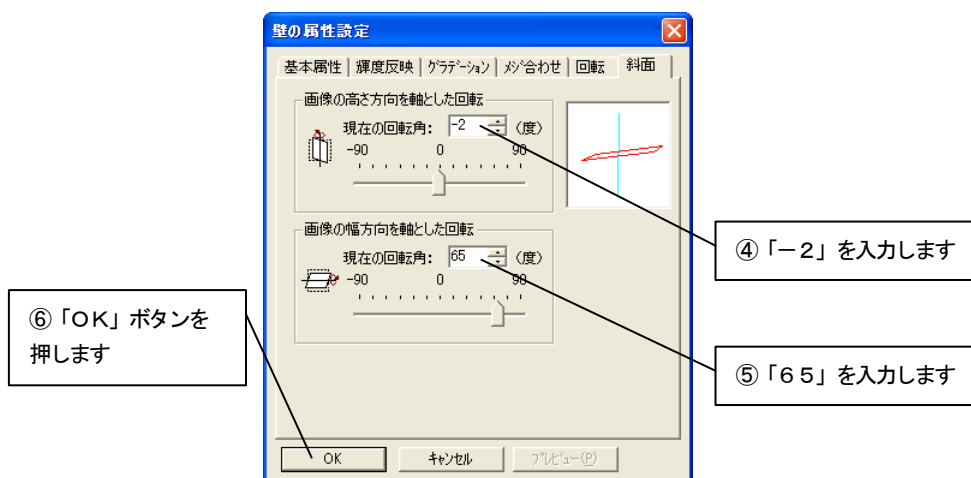 壁の属性設定
基本属性 輝度反映 ｸﾞﾗﾃﾞｰｼｮﾝ ﾒｼﾞ合わせ 回転 斜面
画像の高さ方向を軸とした回転
現在の回転角： -2 （度）
-90 0 90
画像の幅方向を軸とした回転
現在の回転角： 65 （度）
-90 0 90
④「－２」を入力します
⑥「ＯＫ」ボタンを
押します
⑤「６５」を入力します
OK ｷｬﾝｾﾙ ﾌﾟﾚﾋﾞｭｰ(P)